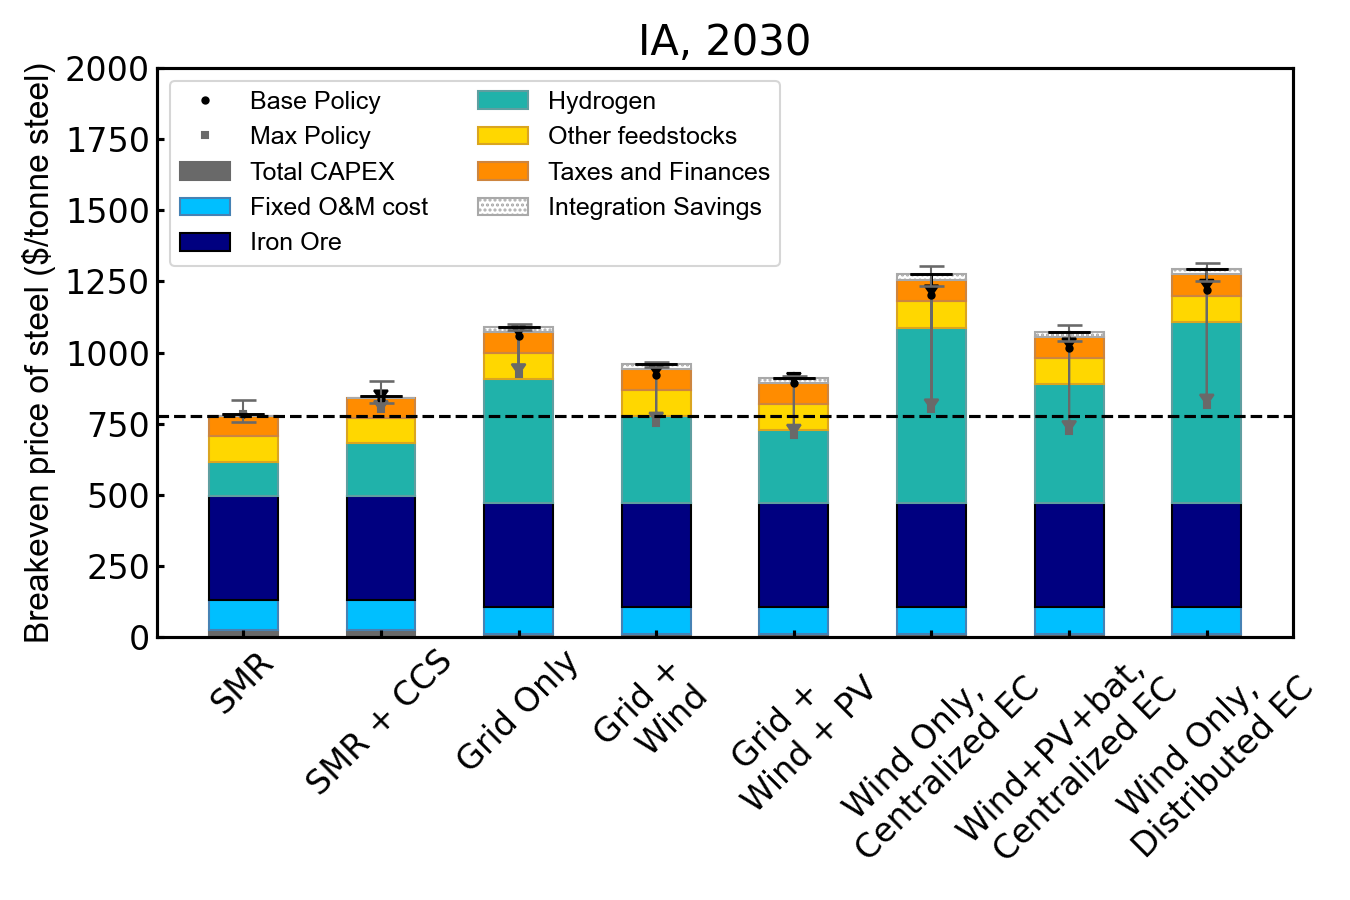 IA, 2030
Breakeven price of steel ($/tonne steel)
2000
1750
1500
1250
1000
750
500
250
0
Base Policy
Max Policy
Total CAPEX
Fixed O&M cost
Iron Ore
Hydrogen
Other feedstocks
Taxes and Finances
Integration Savings
SMR
SMR + CCS
Grid Only
Grid +
Wind
Grid +
Wind + PV
Wind Only,
Centralized EC
Wind+PV+bat,
Centralized EC
Wind Only,
Distributed EC